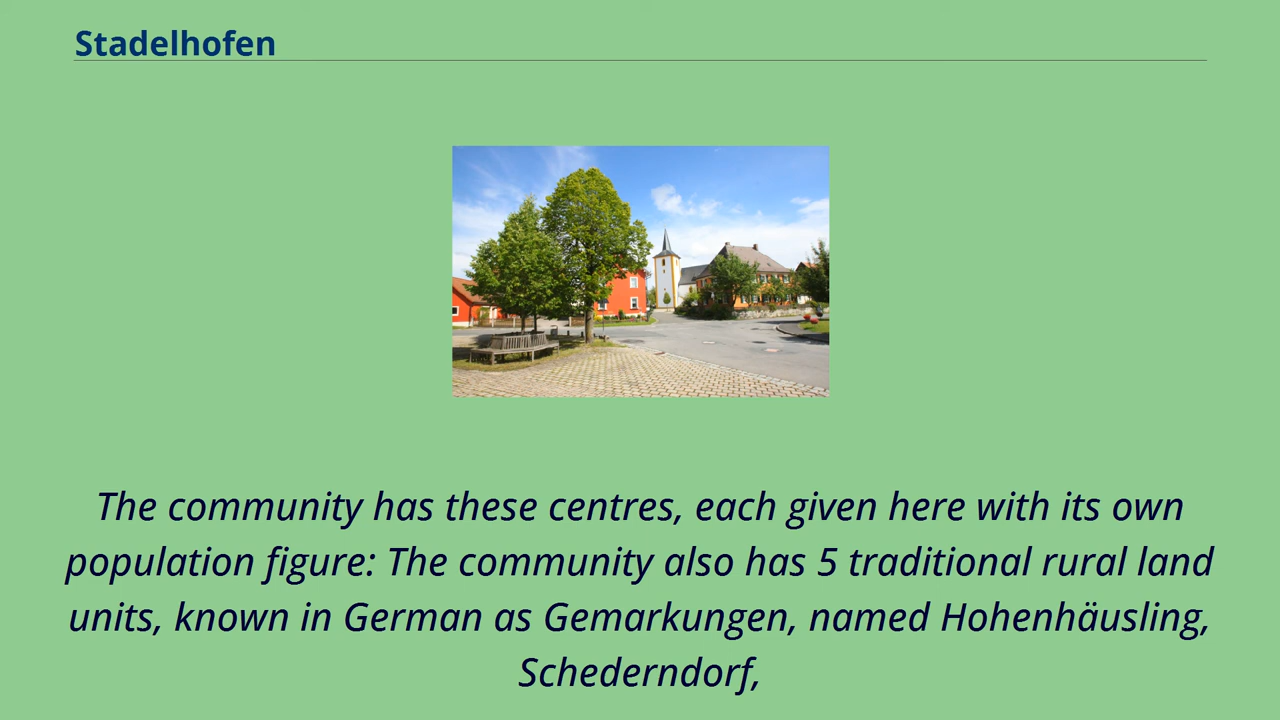 Stadelhofen
The community has these centres, each given here with its own
population figure: The community also has 5 traditional rural land
units, known in German as Gemarkungen, named Hohenhäusling,
Schederndorf,